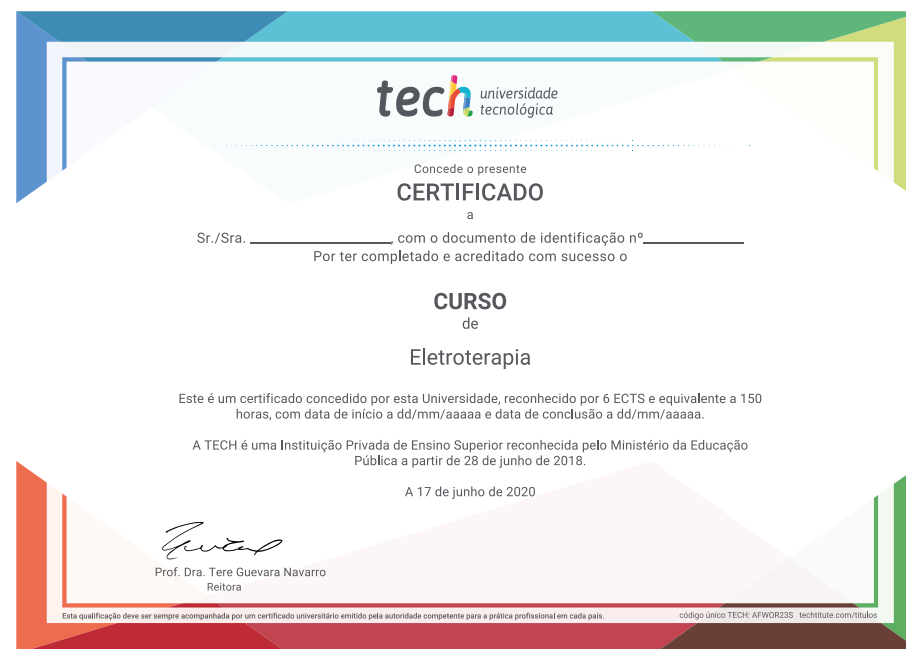 tech universidade
tecnológica
Concede o presente
CERTIFICADO
a
Sr./Sra. ________________, com o documento de identificação nº____________
Por ter completado e acreditado com sucesso o
CURSO
de
Eletroterapia
Este é um certificado concedido por esta Universidade, reconhecido por 6 ECTS e equivalente a 150
horas, com data de início a dd/mm/aaaaa e data de conclusão a dd/mm/aaaaa.
A TECH é uma Instituição Privada de Ensino Superior reconhecida pelo Ministério da Educação
Pública a partir de 28 de junho de 2018.
A 17 de junho de 2020
Prof. Dra. Tere Guevara Navarro
Reitora
Esta qualificação deve ser sempre acompanhada por um certificado universitário emitido pela autoridade competente para a prática profissional em cada país.
código único TECH: AFWOR23S techtitute.com/titulos